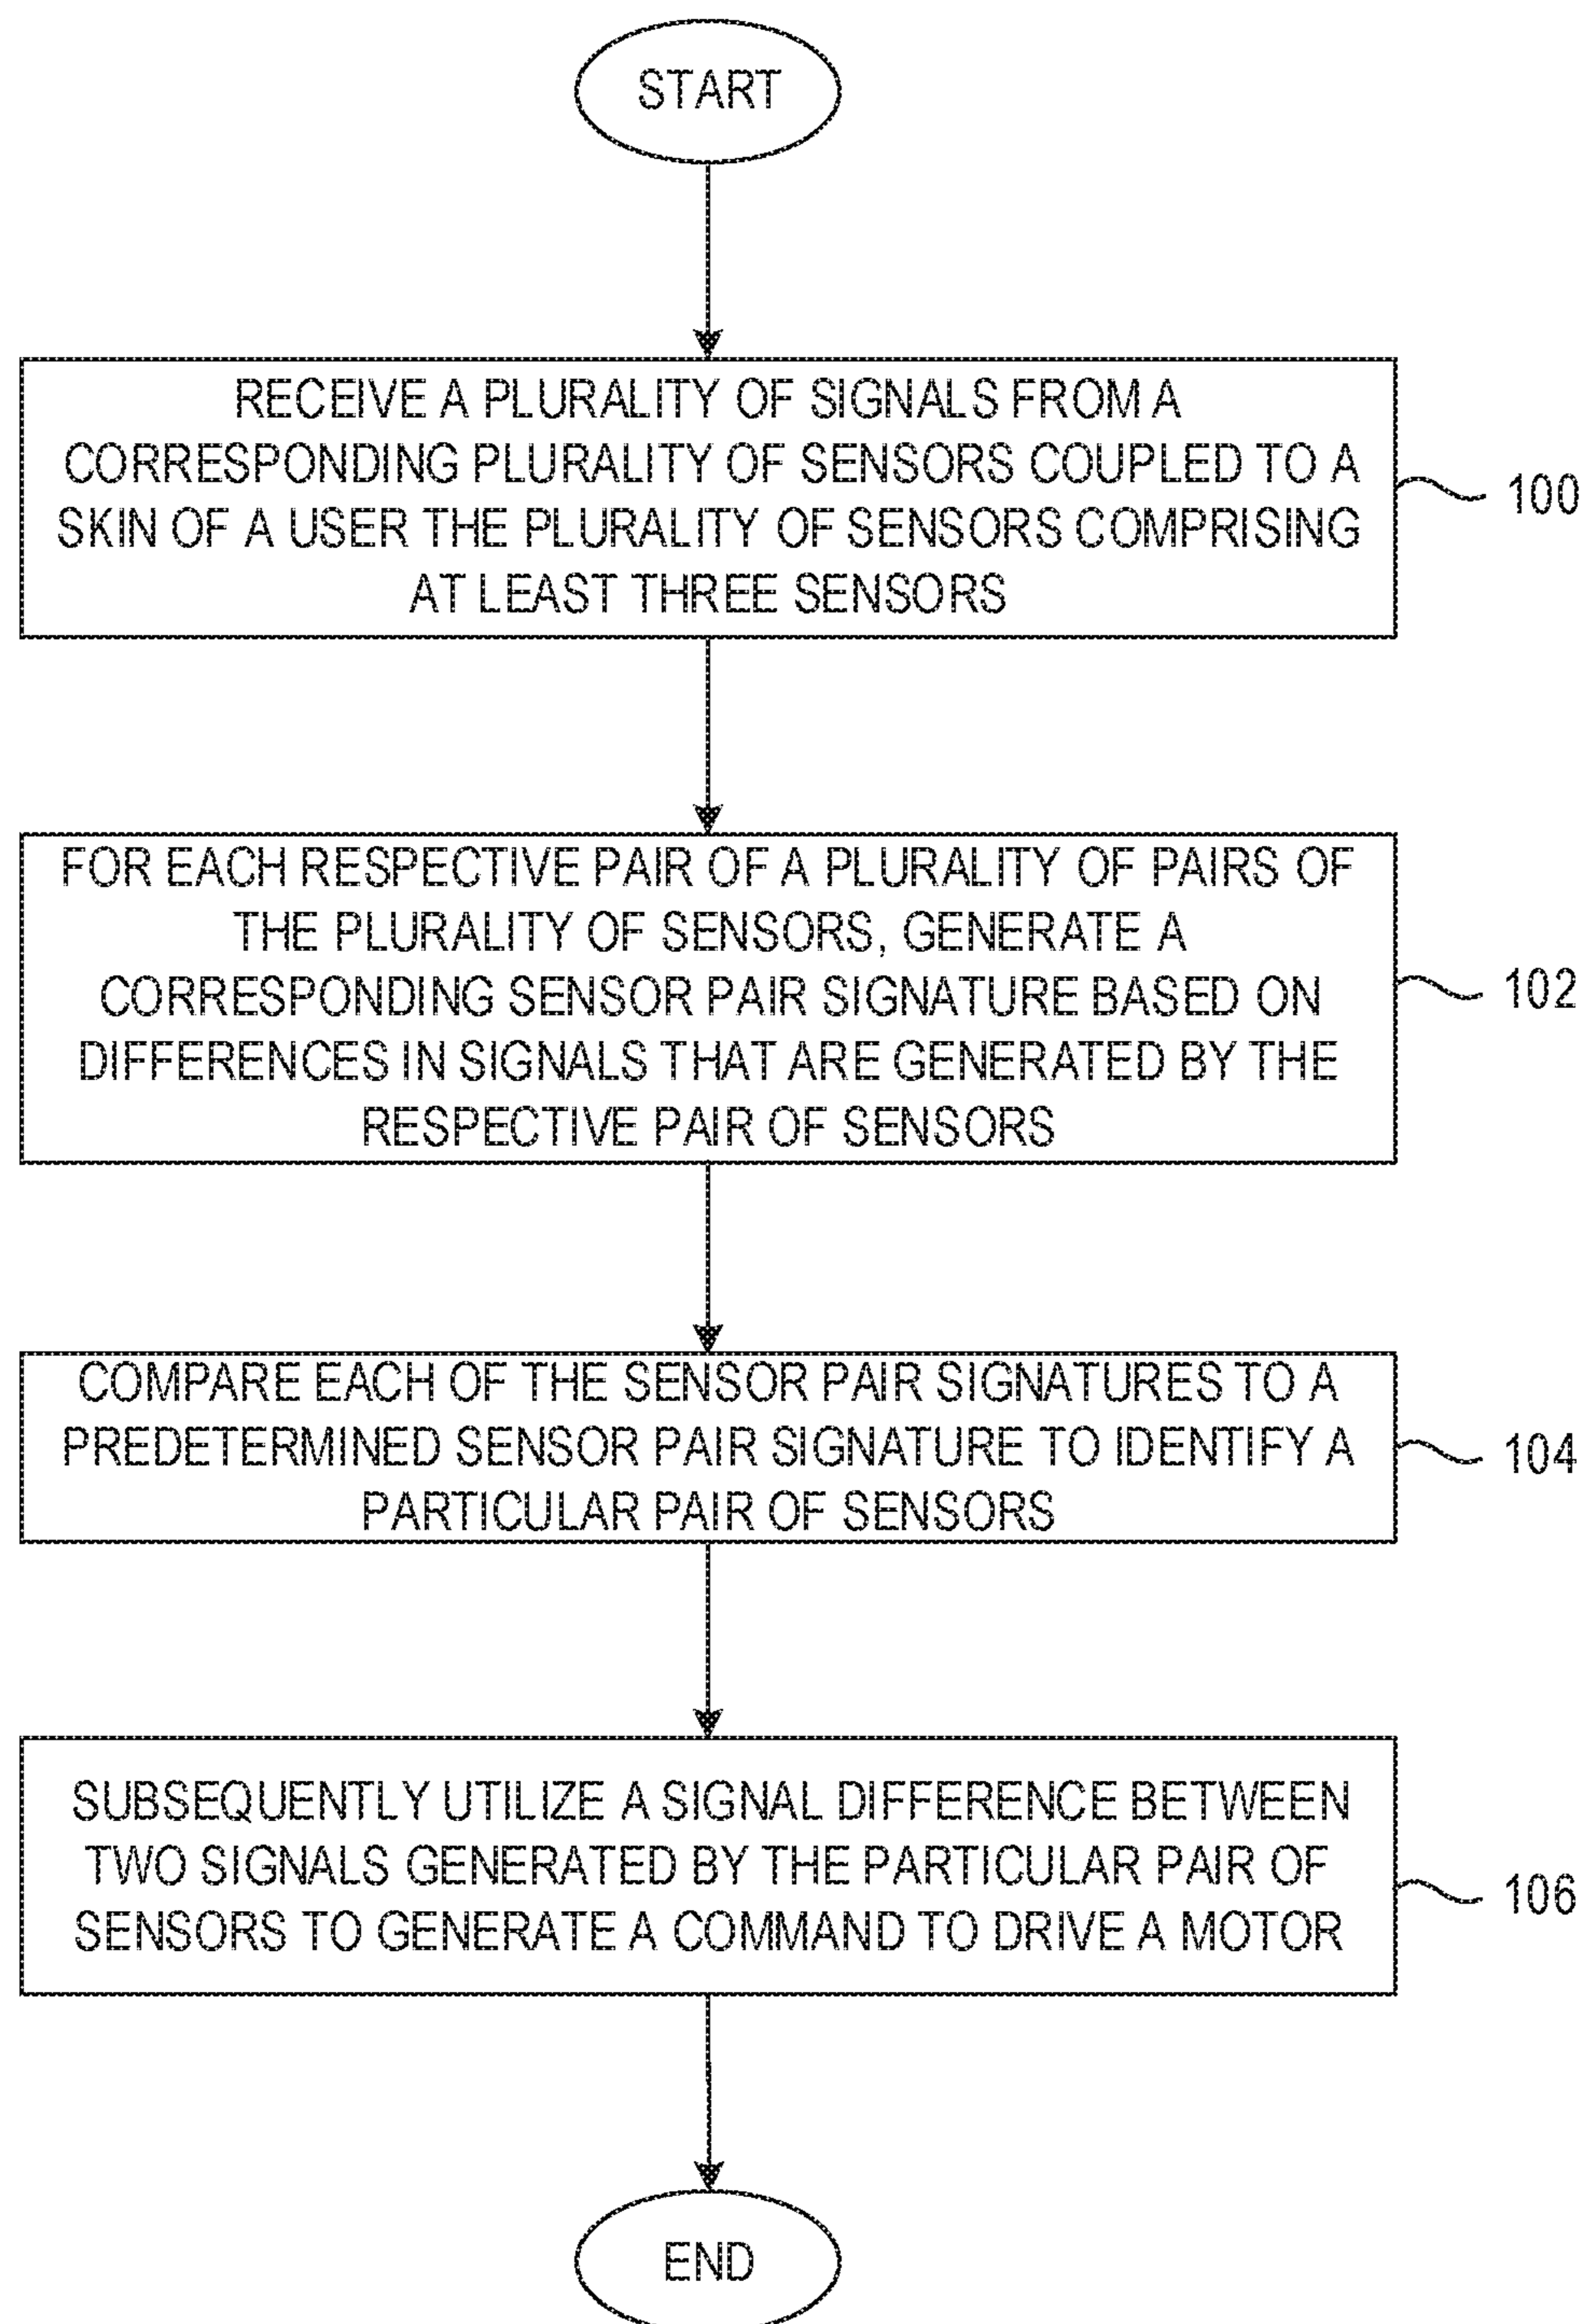 START
RECEIVE A PLURALITY OF SIGNALS FROM A
CORRESPONDING PLURALITY OF SENSORS COUPLED TO A
SKIN OF A USER THE PLURALITY OF SENSORS COMPRISING
AT LEAST THREE SENSORS
100
FOR EACH RESPECTIVE PAIR OF A PLURALITY OF PAIRS OF
THE PLURALITY OF SENSORS, GENERATE A
CORRESPONDING SENSOR PAIR SIGNATURE BASED ON
DIFFERENCES IN SIGNALS THAT ARE GENERATED BY THE
RESPECTIVE PAIR OF SENSORS
102
COMPARE EACH OF THE SENSOR PAIR SIGNATURES TO A
PREDETERMINED SENSOR PAIR SIGNATURE TO IDENTIFY A
PARTICULAR PAIR OF SENSORS
104
SUBSEQUENTLY UTILIZE A SIGNAL DIFFERENCE BETWEEN
TWO SIGNALS GENERATED BY THE PARTICULAR PAIR OF
SENSORS TO GENERATE A COMMAND TO DRIVE A MOTOR
106
END